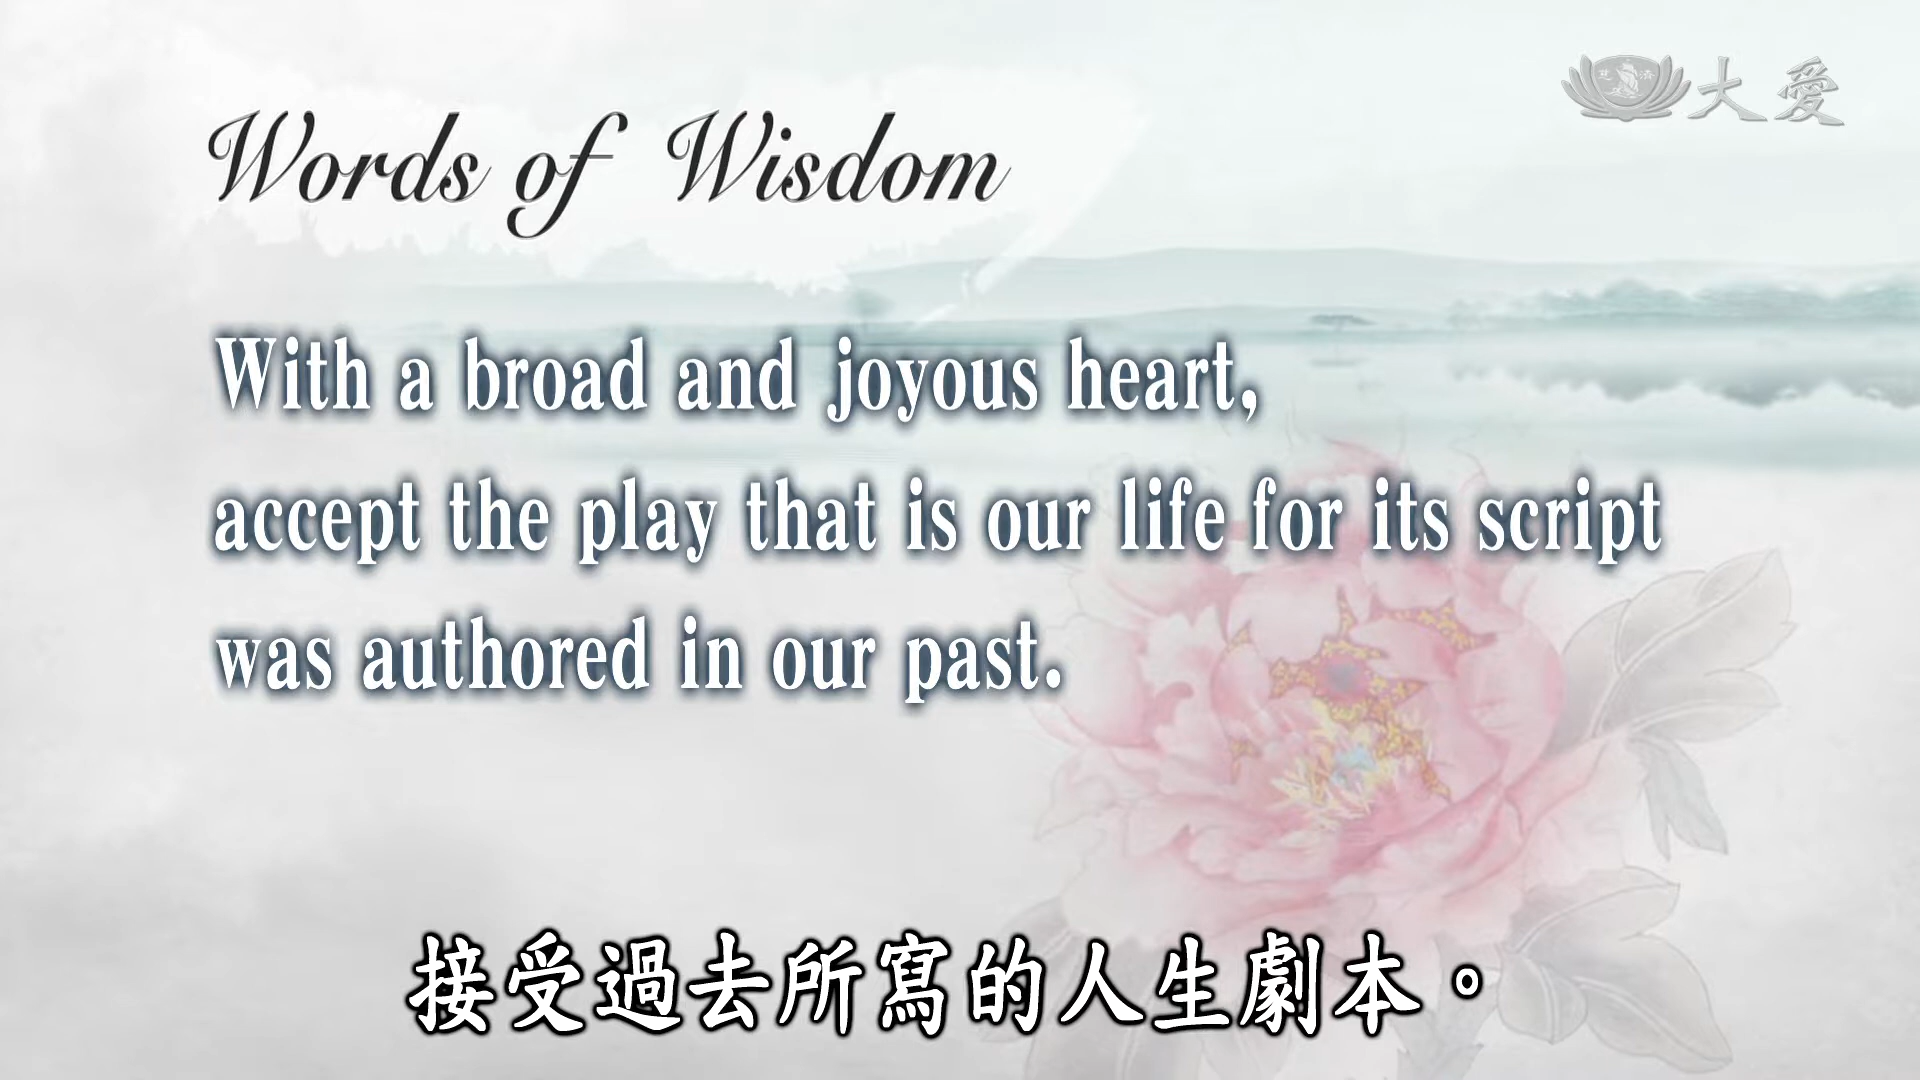 大愛
Words of Wisdom
With a broad and joyous heart,
accept the play that is our life for its script
was authored in our past.
接受過去所寫的人生劇本。